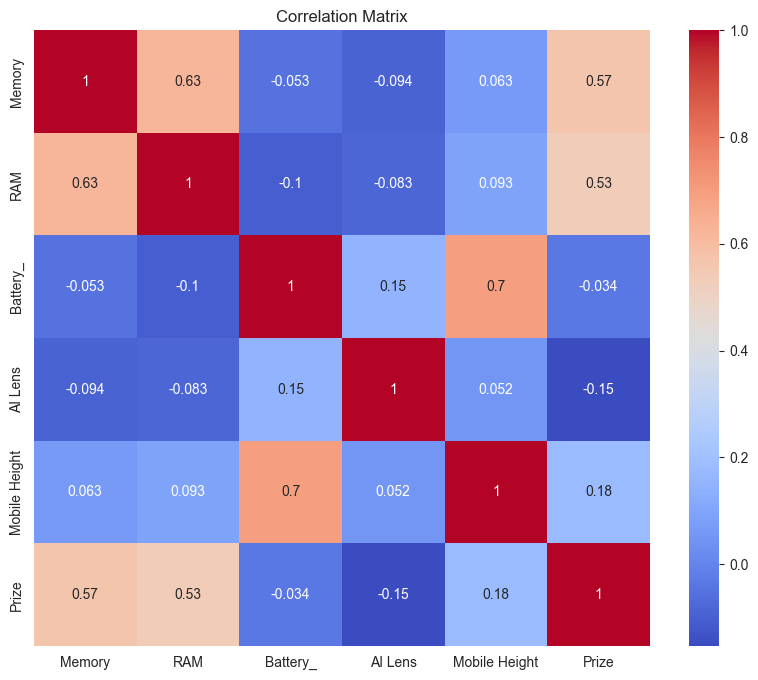 Correlation Matrix
Memory 1 0.63 -0.053 -0.094 0.063 0.57
RAM 0.63 1 -0.1 -0.083 0.093 0.53
Battery_ -0.053 -0.1 1 0.15 0.7 -0.034
AI Lens -0.094 -0.083 0.15 1 0.052 -0.15
Mobile Height 0.063 0.093 0.7 0.052 1 0.18
Prize 0.57 0.53 -0.034 -0.15 0.18 1
Memory RAM Battery_ AI Lens Mobile Height Prize
1.0
0.8
0.6
0.4
0.2
0.0